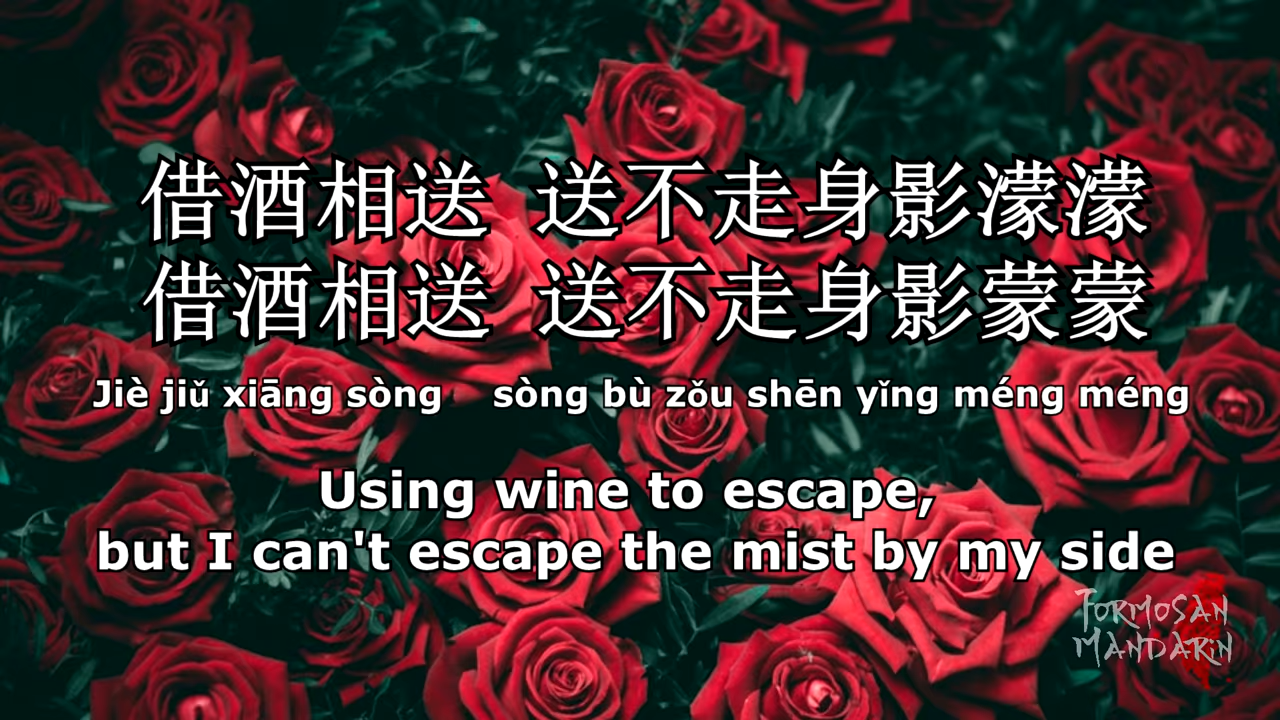 借酒相送 送不走身影濛濛
借酒相送 送不走身影蒙蒙
Jiè jiǔ xiāng sòng sòng bù zǒu shēn yǐng méng méng
Using wine to escape,
but I can't escape the mist by my side
FORMOSAN
MANDARIN